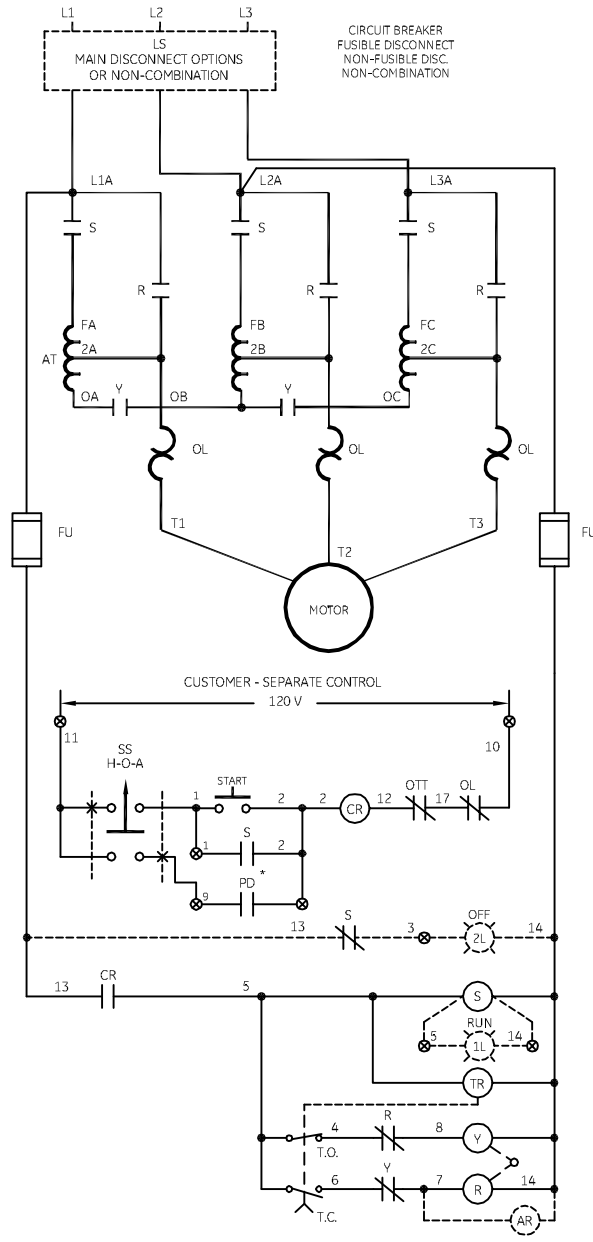 L1 L2 L3
LS
MAIN DISCONNECT OPTIONS
OR NON-COMBINATION
CIRCUIT BREAKER
FUSIBLE DISCONNECT
NON-FUSIBLE DISC.
NON-COMBINATION
L1A L2A L3A
S S S
R R R
FA FB FC
AT 2A 2B 2C
OA Y OB Y OC
OL OL OL
T1 T2 T3
FU FU
MOTOR
CUSTOMER - SEPARATE CONTROL
120 V
11 10
SS
H-O-A
START OTT OL
1 2 2 CR 12 17
S
1 2
PD *
9
S OFF
13 3 2L 14
CR
13 5 S
RUN
5 1L 14
TR
R
4 8 Y
T.O.
Y
6 7 R 14
T.C. AR